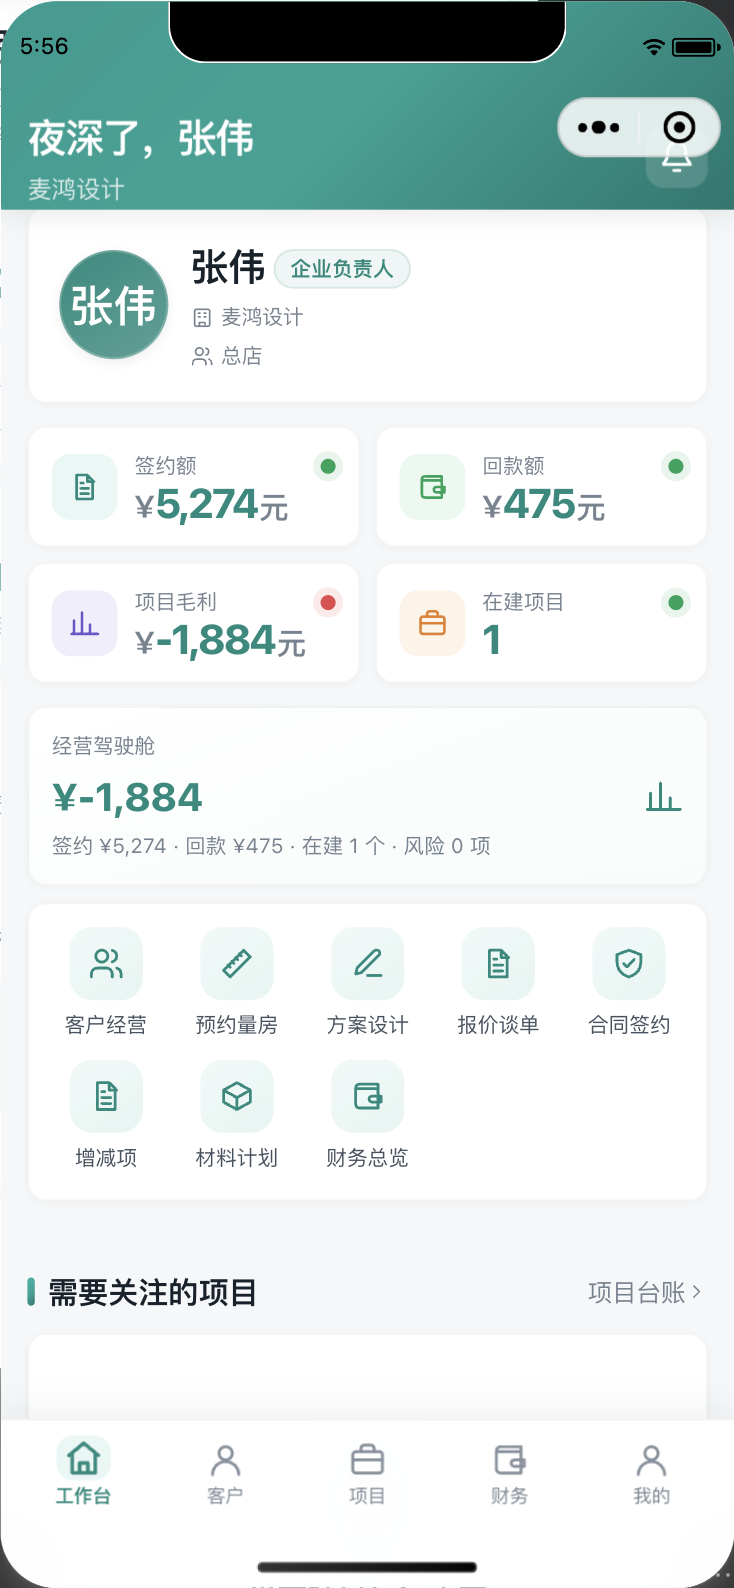 5:56
夜深了，张伟
麦鸿设计
张伟
张伟 企业负责人
麦鸿设计
总店
签约额
¥5,274元
回款额
¥475元
项目毛利
¥-1,884元
在建项目
1
经营驾驶舱
¥-1,884
签约 ¥5,274 · 回款 ¥475 · 在建 1 个 · 风险 0 项
客户经营 预约量房 方案设计 报价谈单 合同签约
增减项 材料计划 财务总览
需要关注的项目 项目台账
工作台 客户 项目 财务 我的